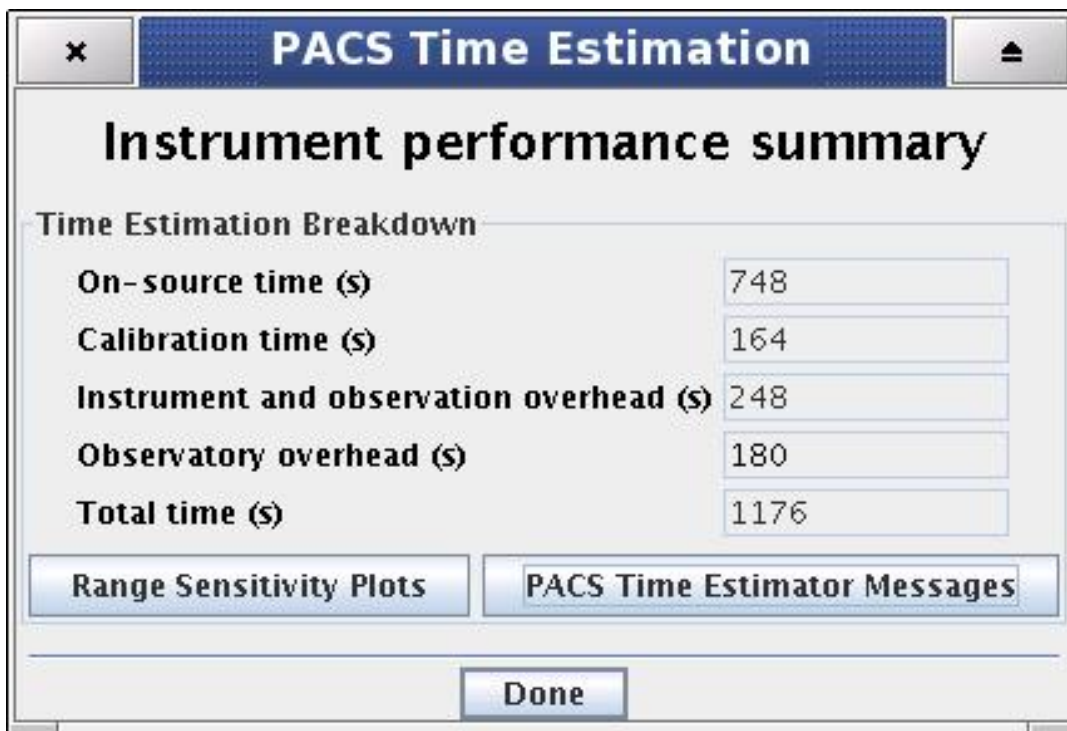 PACS Time Estimation
Instrument performance summary
Time Estimation Breakdown
On-source time (s) 748
Calibration time (s) 164
Instrument and observation overhead (s) 248
Observatory overhead (s) 180
Total time (s) 1176
Range Sensitivity Plots PACS Time Estimator Messages
Done